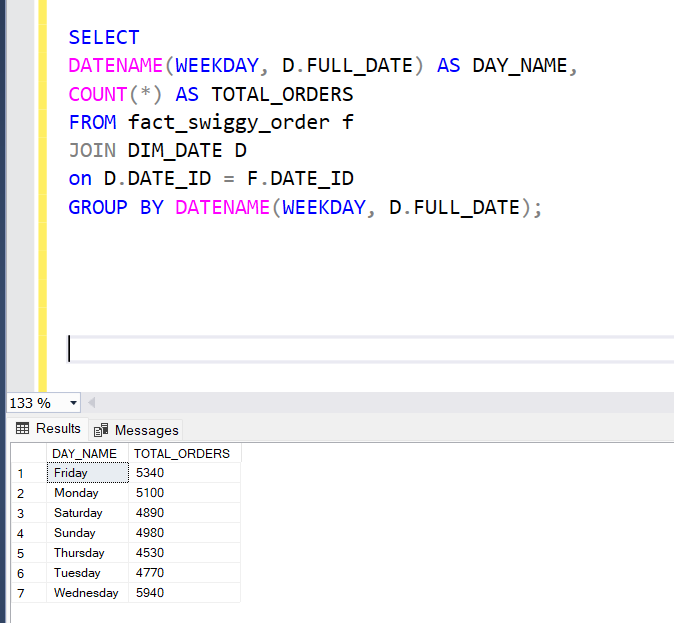 SELECT
DATENAME(WEEKDAY, D.FULL_DATE) AS DAY_NAME,
COUNT(*) AS TOTAL_ORDERS
FROM fact_swiggy_order f
JOIN DIM_DATE D
on D.DATE_ID = F.DATE_ID
GROUP BY DATENAME(WEEKDAY, D.FULL_DATE);
133 %
Results Messages
DAY_NAME TOTAL_ORDERS
1 Friday 5340
2 Monday 5100
3 Saturday 4890
4 Sunday 4980
5 Thursday 4530
6 Tuesday 4770
7 Wednesday 5940